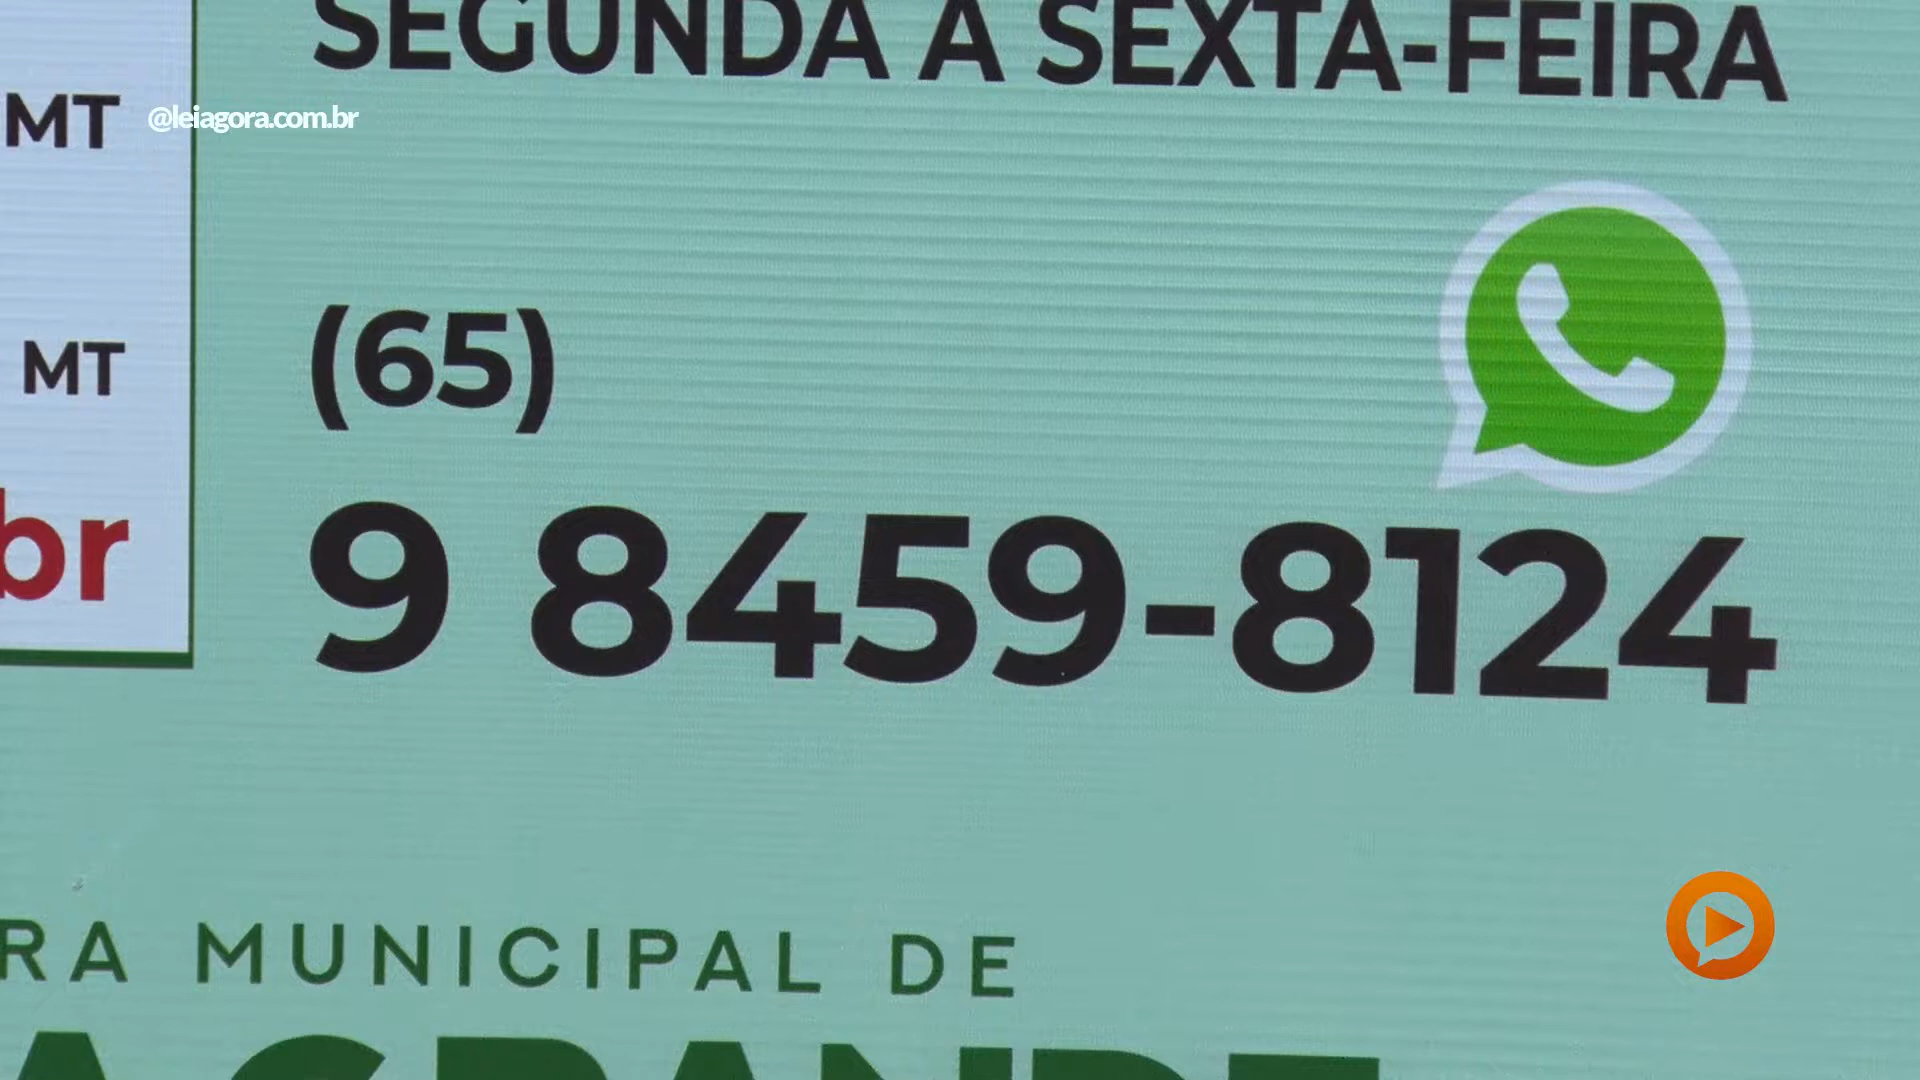 SEGUNDA A SEXTA-FEIRA
MT
@leiagora.com.br
(65)
MT
9 8459-8124
br
RA MUNICIPAL DE